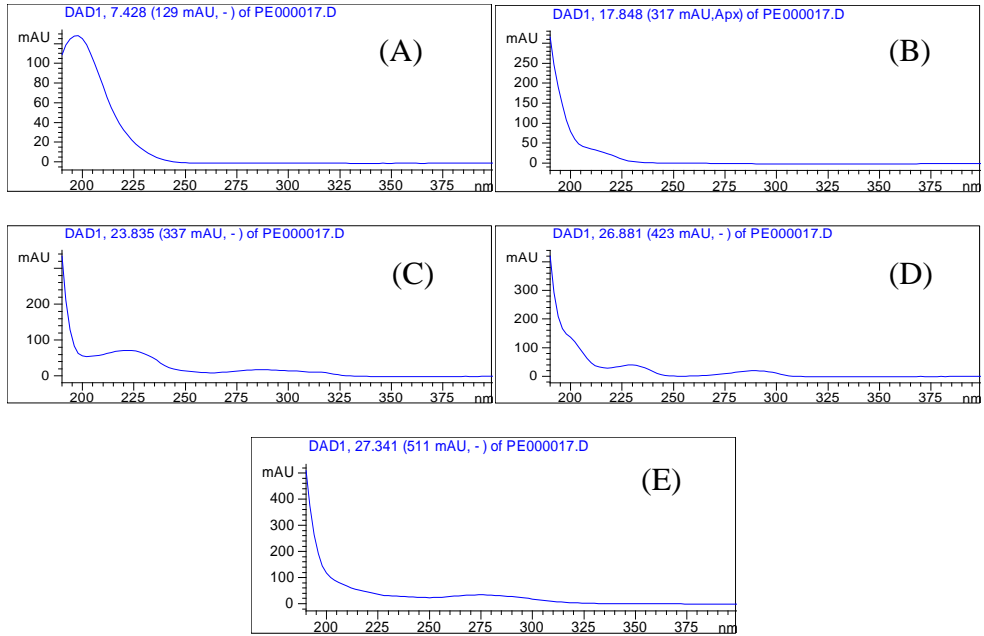 DAD1, 7.428 (129 mAU, - ) of PE000017.D
mAU
(A)
100
80
60
40
20
0
200 225 250 275 300 325 350 375 nm
DAD1, 17.848 (317 mAU,Apx) of PE000017.D
mAU
(B)
250
200
150
100
50
0
200 225 250 275 300 325 350 375 nm
DAD1, 23.835 (337 mAU, - ) of PE000017.D
mAU
(C)
200
100
0
200 225 250 275 300 325 350 375 nm
DAD1, 26.881 (423 mAU, - ) of PE000017.D
mAU
(D)
300
200
100
0
200 225 250 275 300 325 350 375 nm
DAD1, 27.341 (511 mAU, - ) of PE000017.D
mAU
(E)
400
300
200
100
0
200 225 250 275 300 325 350 375 nm